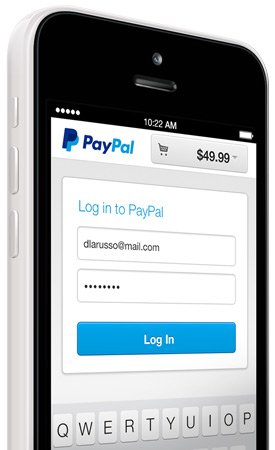 10:22 AM
PayPal
$49.99
Log in to PayPal
dlarusso@mail.com
••••••••
Log In
Q W E R T Y U I O P